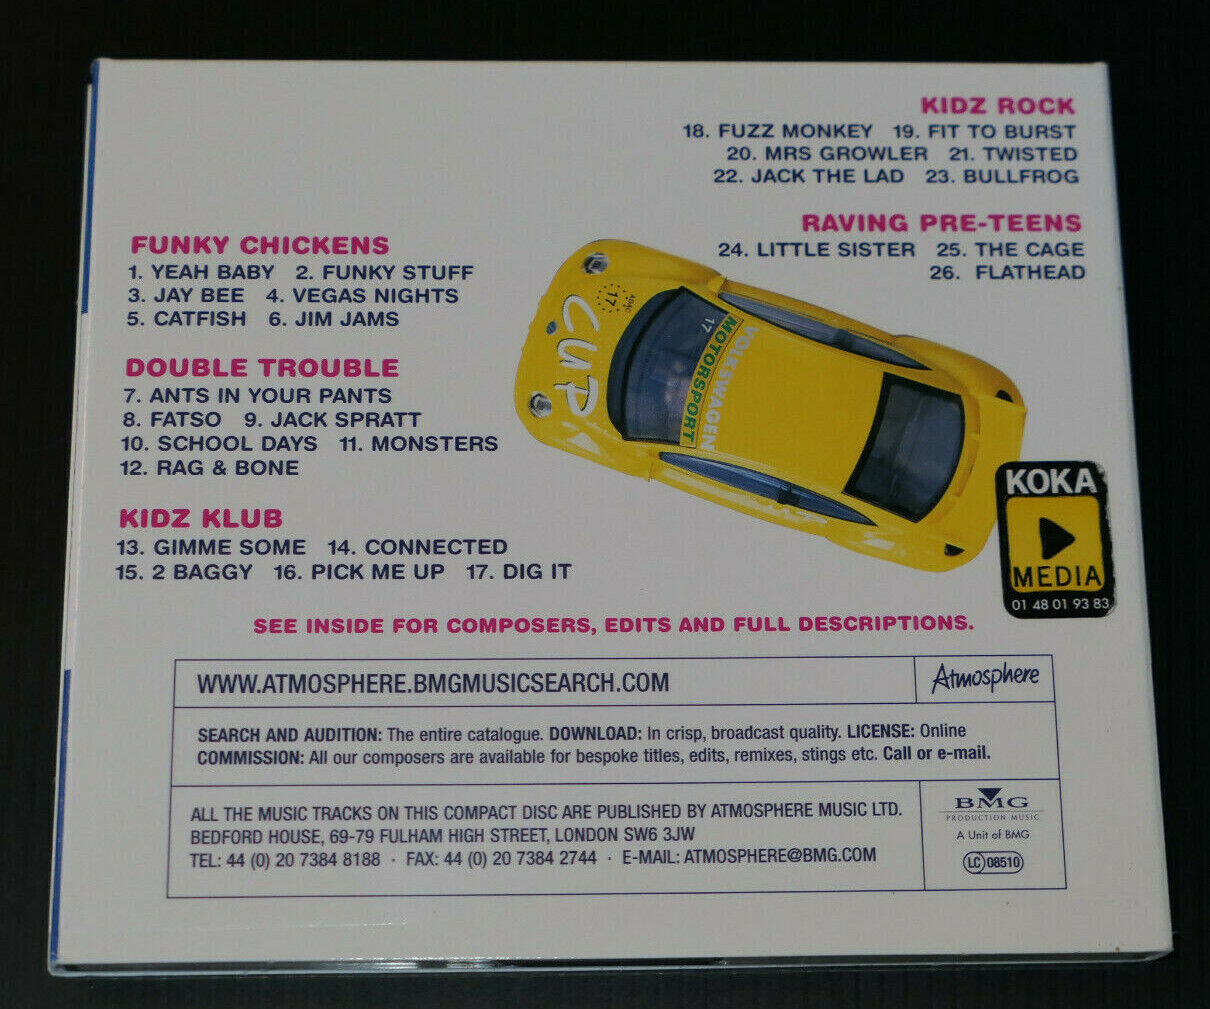 KIDZ ROCK
18. FUZZ MONKEY 19. FIT TO BURST
20. MRS GROWLER 21. TWISTED
22. JACK THE LAD 23. BULLFROG
RAVING PRE-TEENS
24. LITTLE SISTER 25. THE CAGE
26. FLATHEAD
FUNKY CHICKENS
1. YEAH BABY 2. FUNKY STUFF
3. JAY BEE 4. VEGAS NIGHTS
5. CATFISH 6. JIM JAMS
DOUBLE TROUBLE
7. ANTS IN YOUR PANTS
8. FATSO 9. JACK SPRATT
10. SCHOOL DAYS 11. MONSTERS
12. RAG & BONE
KIDZ KLUB
13. GIMME SOME 14. CONNECTED
15. 2 BAGGY 16. PICK ME UP 17. DIG IT
CUP
17
17
VOLKSWAGEN
MOTORSPORT
KOKA
MEDIA
01 48 01 93 83
SEE INSIDE FOR COMPOSERS, EDITS AND FULL DESCRIPTIONS.
WWW.ATMOSPHERE.BMGMUSICSEARCH.COM
Atmosphere
SEARCH AND AUDITION: The entire catalogue. DOWNLOAD: In crisp, broadcast quality. LICENSE: Online
COMMISSION: All our composers are available for bespoke titles, edits, remixes, stings etc. Call or e-mail.
ALL THE MUSIC TRACKS ON THIS COMPACT DISC ARE PUBLISHED BY ATMOSPHERE MUSIC LTD.
BEDFORD HOUSE, 69-79 FULHAM HIGH STREET, LONDON SW6 3JW
TEL: 44 (0) 20 7384 8188 · FAX: 44 (0) 20 7384 2744 · E-MAIL: ATMOSPHERE@BMG.COM
BMG
PRODUCTION MUSIC
A Unit of BMG
LC 08510